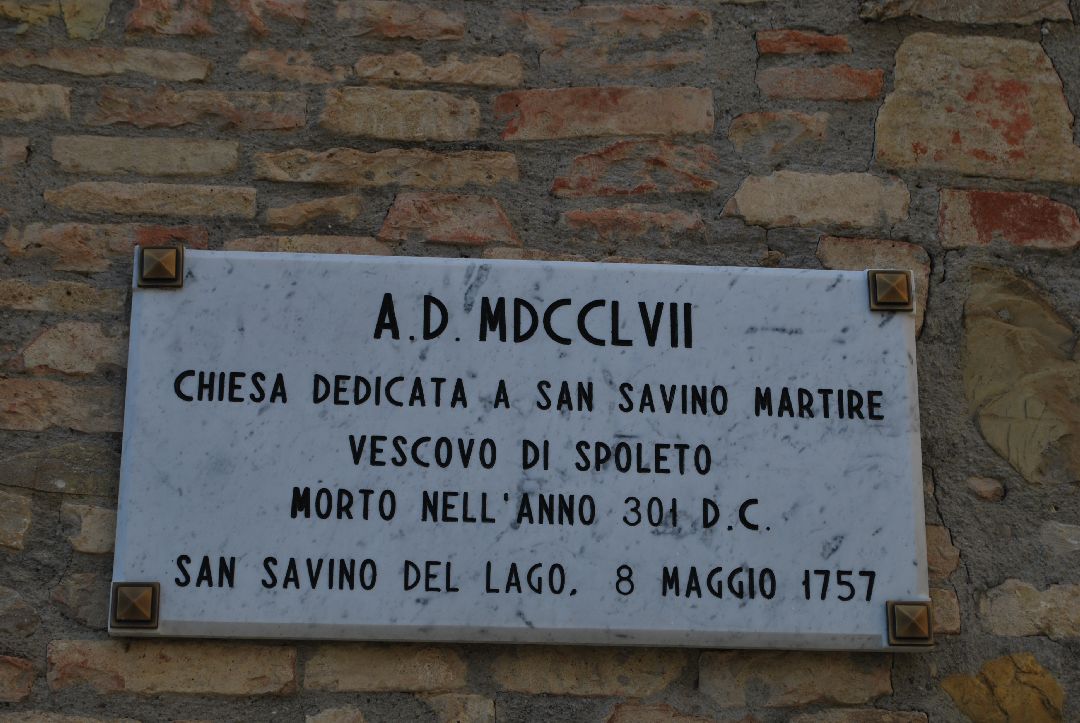 A.D. MDCCLVII
CHIESA DEDICATA A SAN SAVINO MARTIRE
VESCOVO DI SPOLETO
MORTO NELL'ANNO 301 D.C.
SAN SAVINO DEL LAGO, 8 MAGGIO 1757